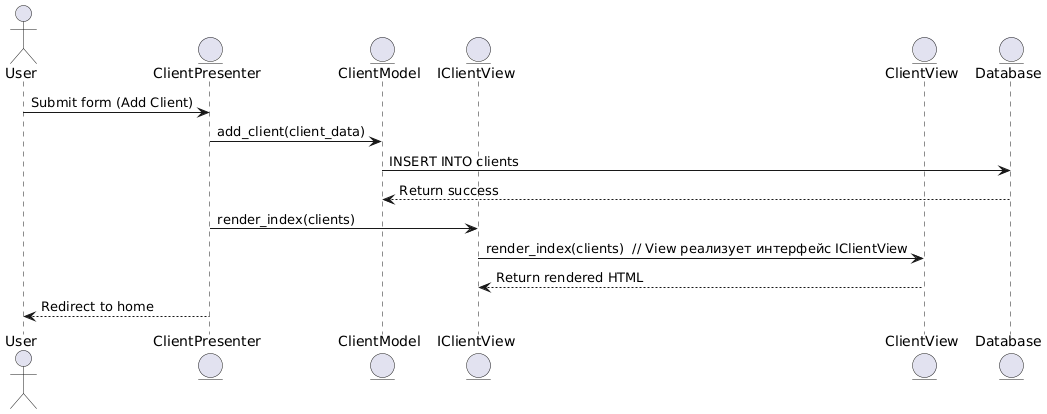 User
ClientPresenter
ClientModel
IClientView
ClientView
Database
Submit form (Add Client)
add_client(client_data)
INSERT INTO clients
Return success
render_index(clients)
render_index(clients)  // View реализует интерфейс IClientView
Return rendered HTML
Redirect to home
User
ClientPresenter
ClientModel
IClientView
ClientView
Database